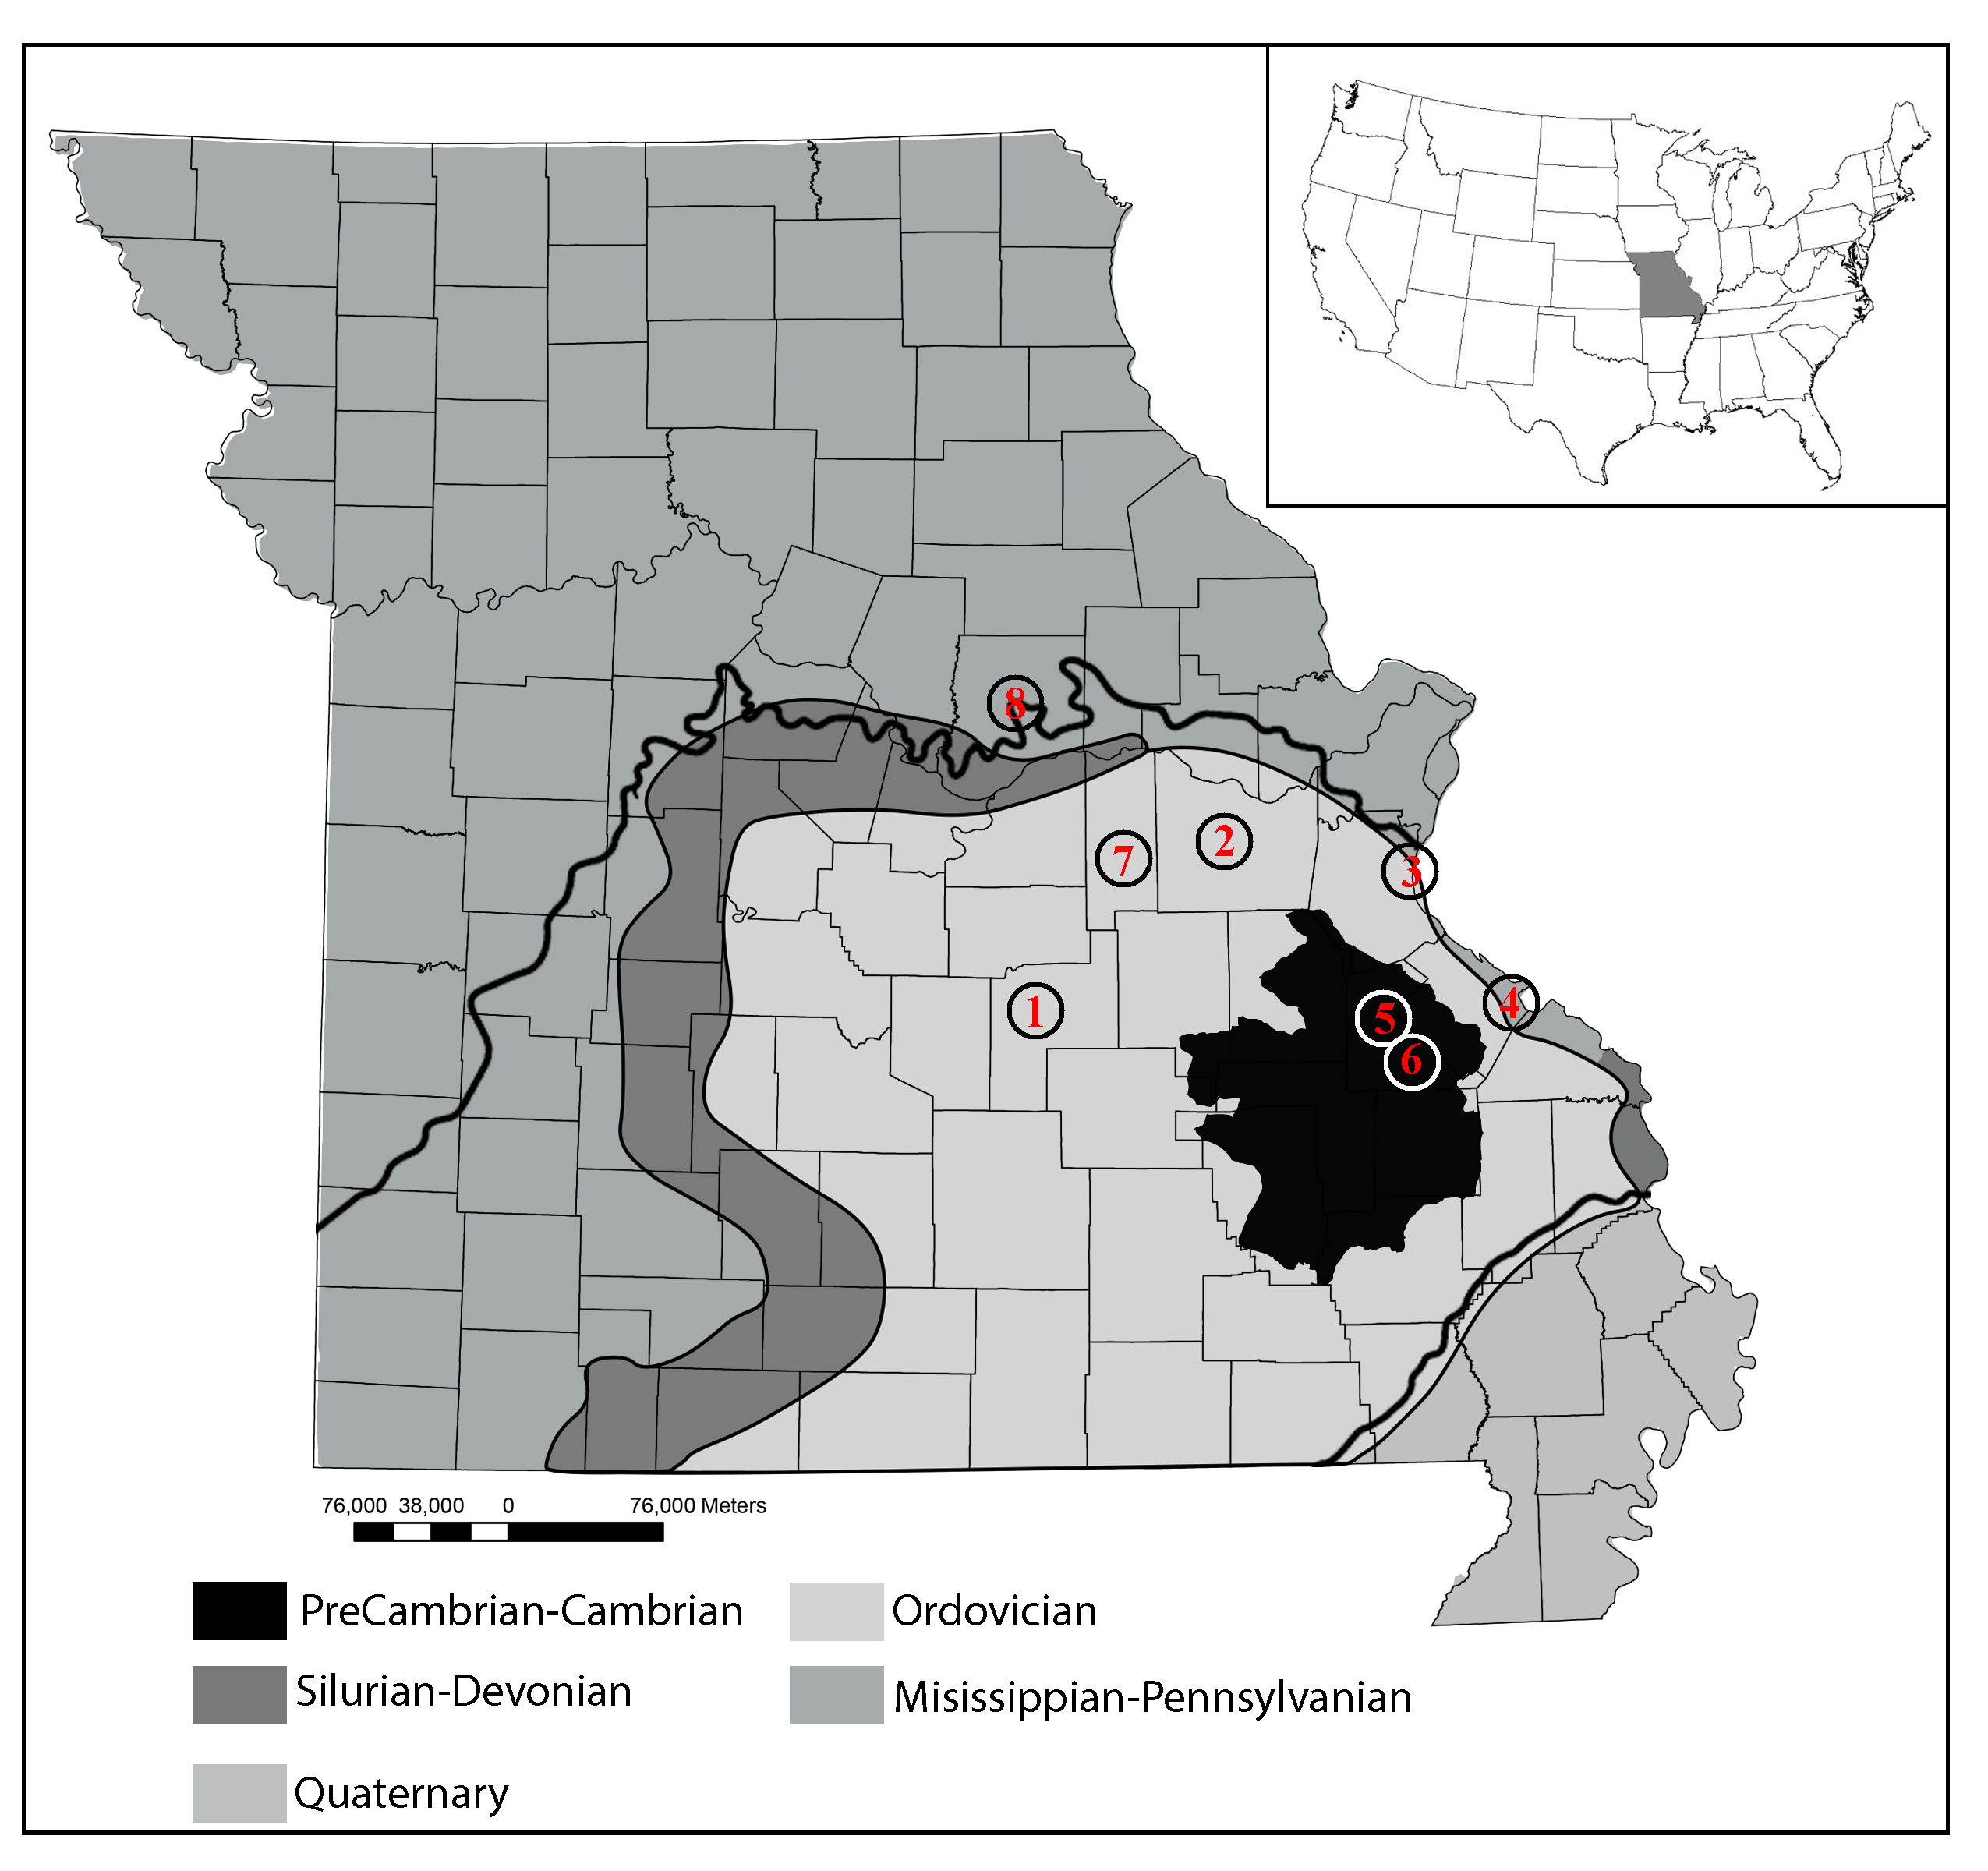 8
7
2
3
1
5
4
6
76,000 38,000 0 76,000 Meters
PreCambrian-Cambrian
Ordovician
Silurian-Devonian
Misissippian-Pennsylvanian
Quaternary